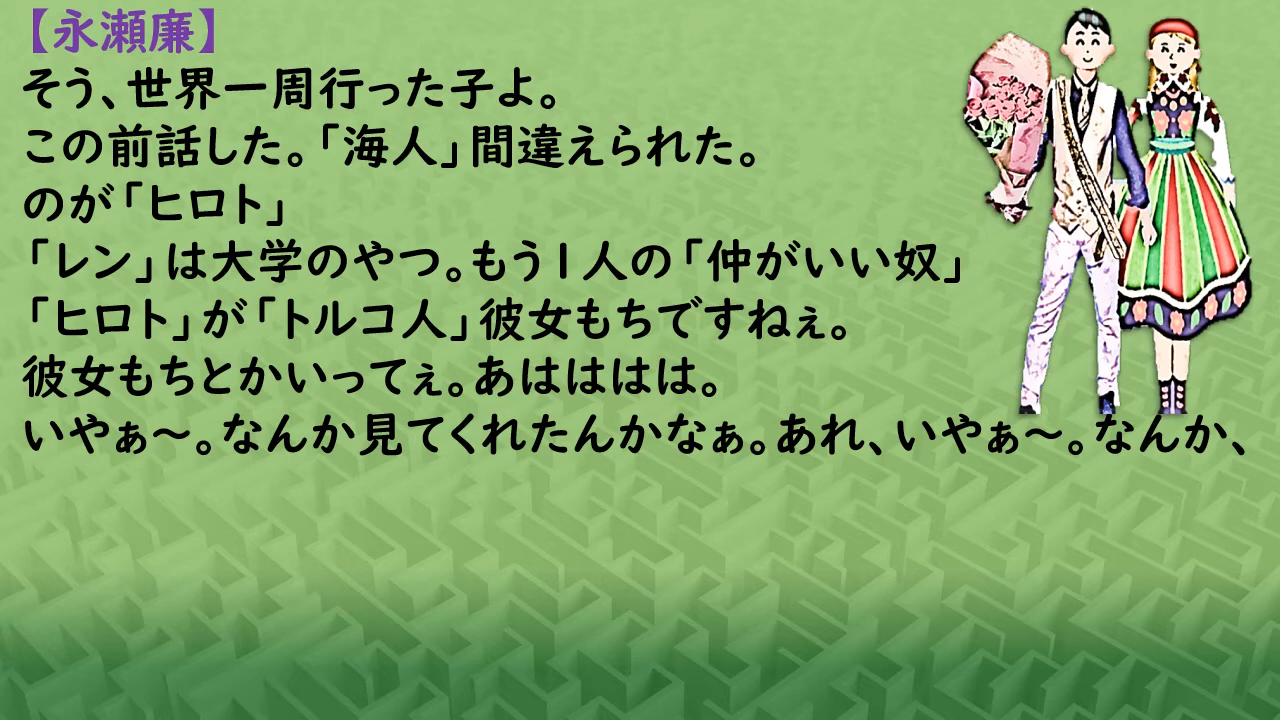 【永瀬廉】
そう、世界一周行った子よ。
この前話した。「海人」間違えられた。
のが「ヒロト」
「レン」は大学のやつ。もう1人の「仲がいい奴」
「ヒロト」が「トルコ人」彼女もちですねぇ。
彼女もちとかいってぇ。あはははは。
いやぁ～。なんか見てくれたんかなぁ。あれ、いやぁ～。なんか、